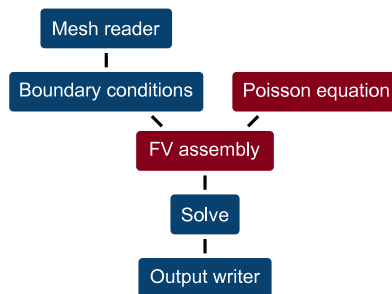 Mesh reader
Boundary conditions
Poisson equation
FV assembly
Solve
Output writer